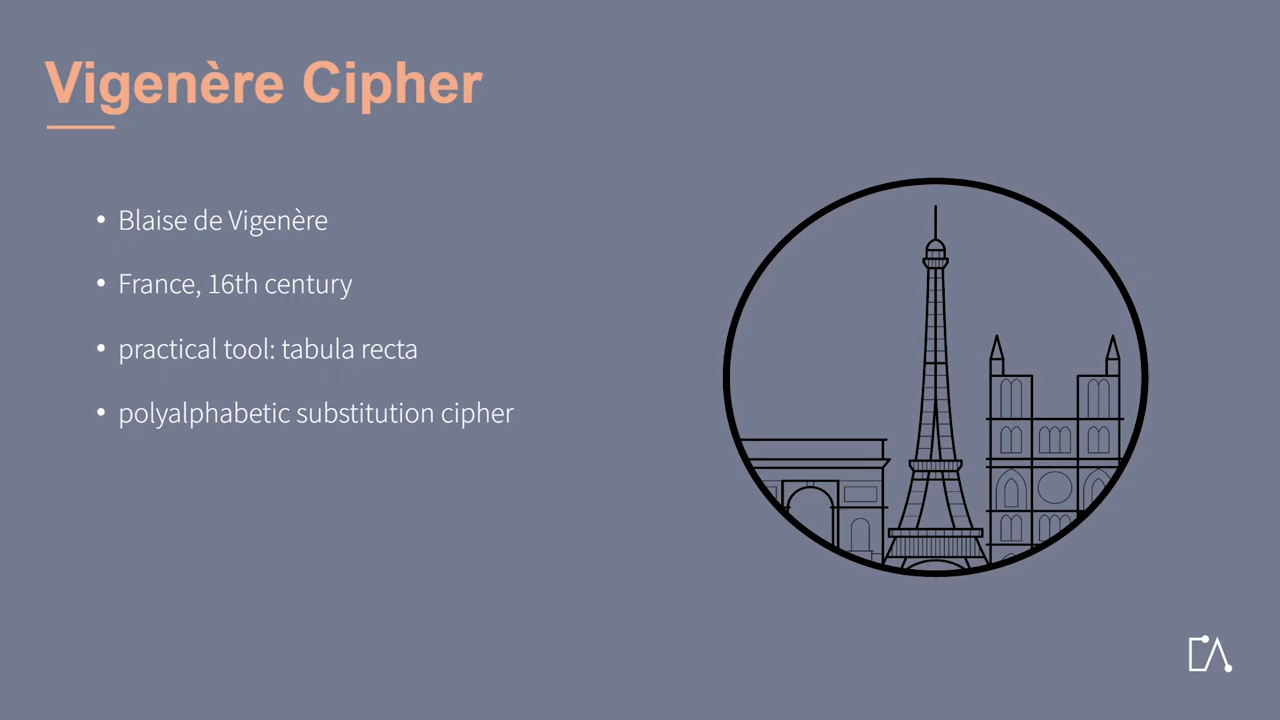 Vigenère Cipher
• Blaise de Vigenère
• France, 16th century
• practical tool: tabula recta
• polyalphabetic substitution cipher